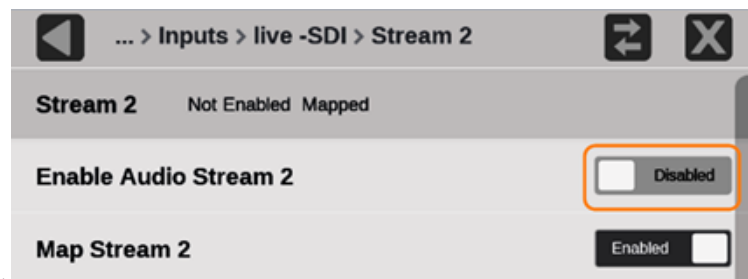 ... > Inputs > live -SDI > Stream 2
Stream 2 Not Enabled Mapped
Enable Audio Stream 2 Disabled
Map Stream 2 Enabled